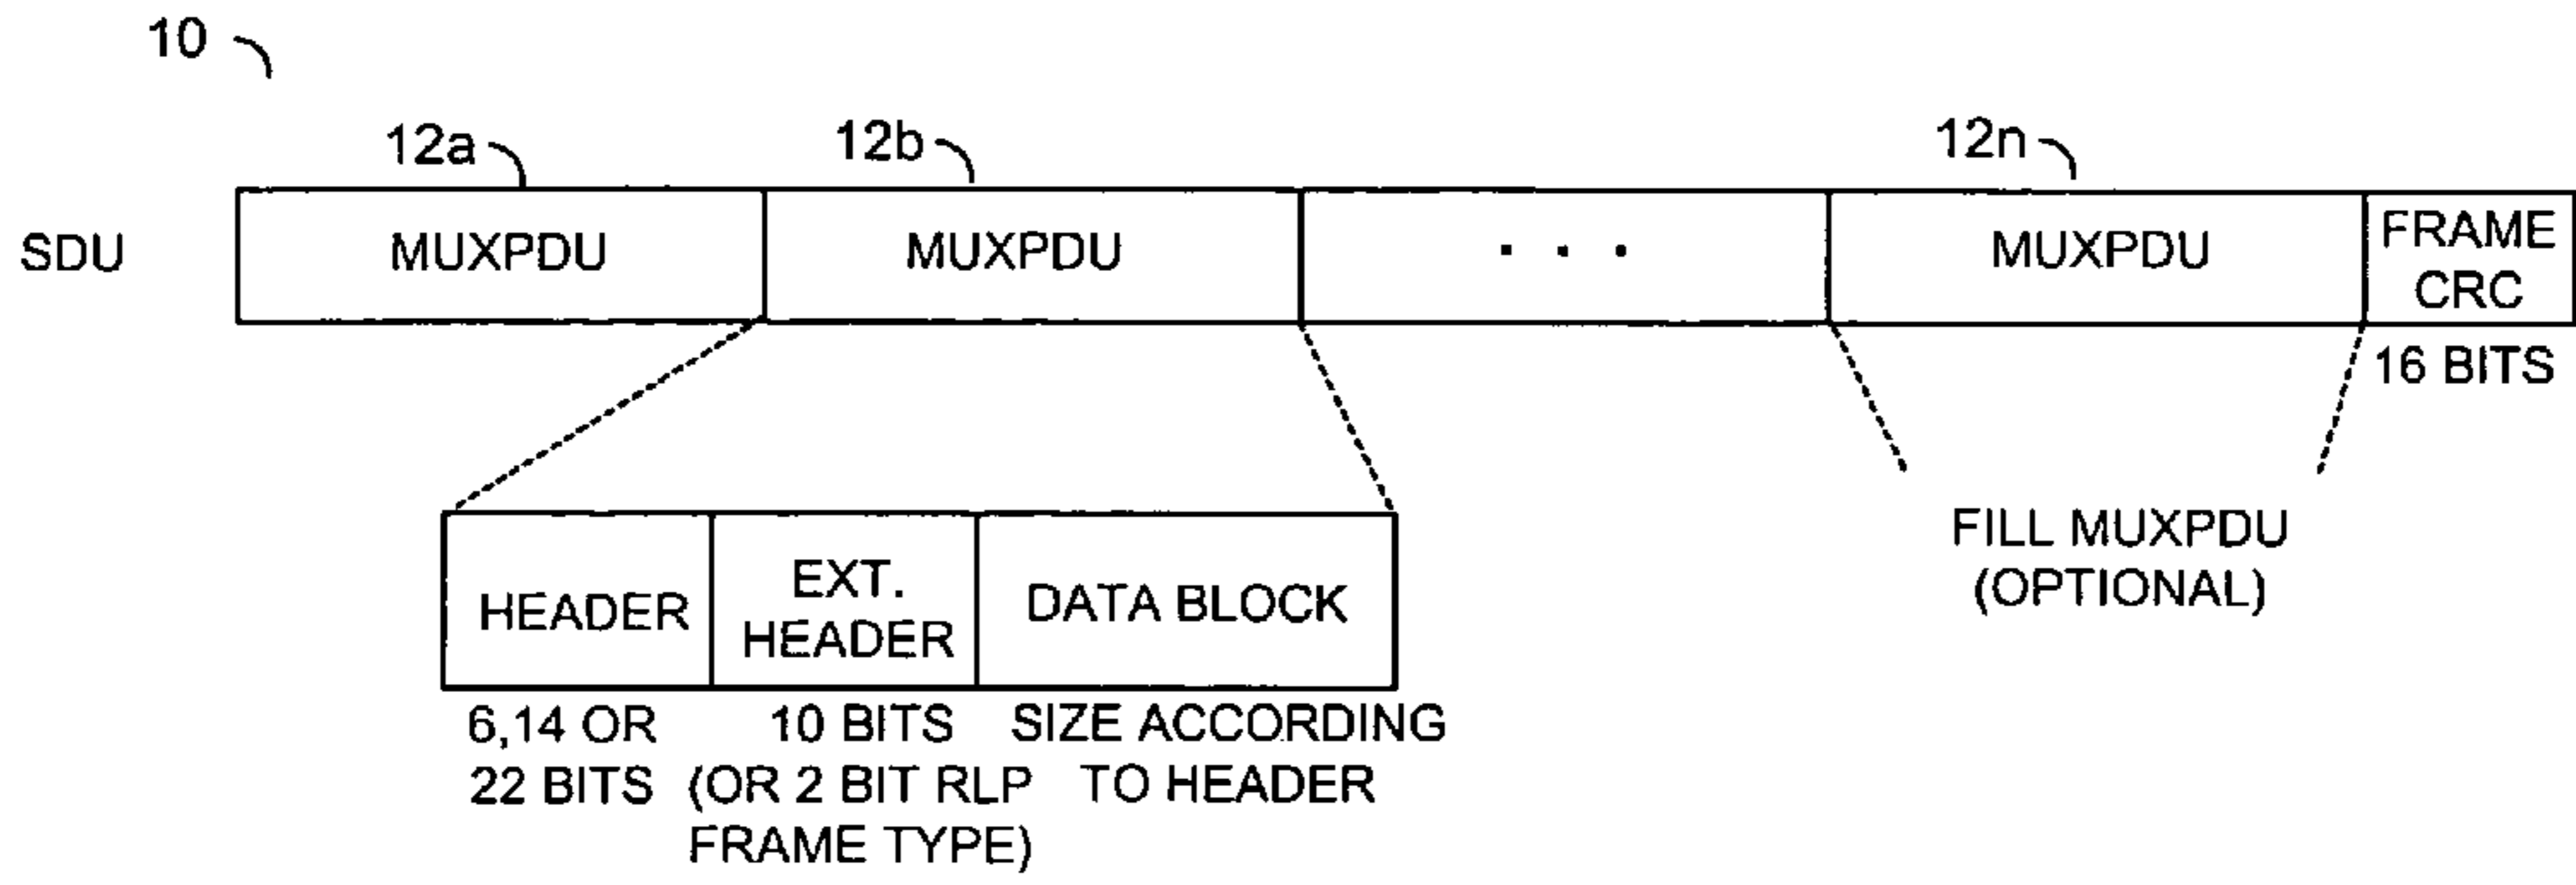 10
12a
12b
12n
SDU
MUXPDU
MUXPDU
. . .
MUXPDU
FRAME
CRC
16 BITS
HEADER
EXT.
HEADER
DATA BLOCK
6,14 OR
22 BITS
10 BITS
(OR 2 BIT RLP
FRAME TYPE)
SIZE ACCORDING
TO HEADER
FILL MUXPDU
(OPTIONAL)